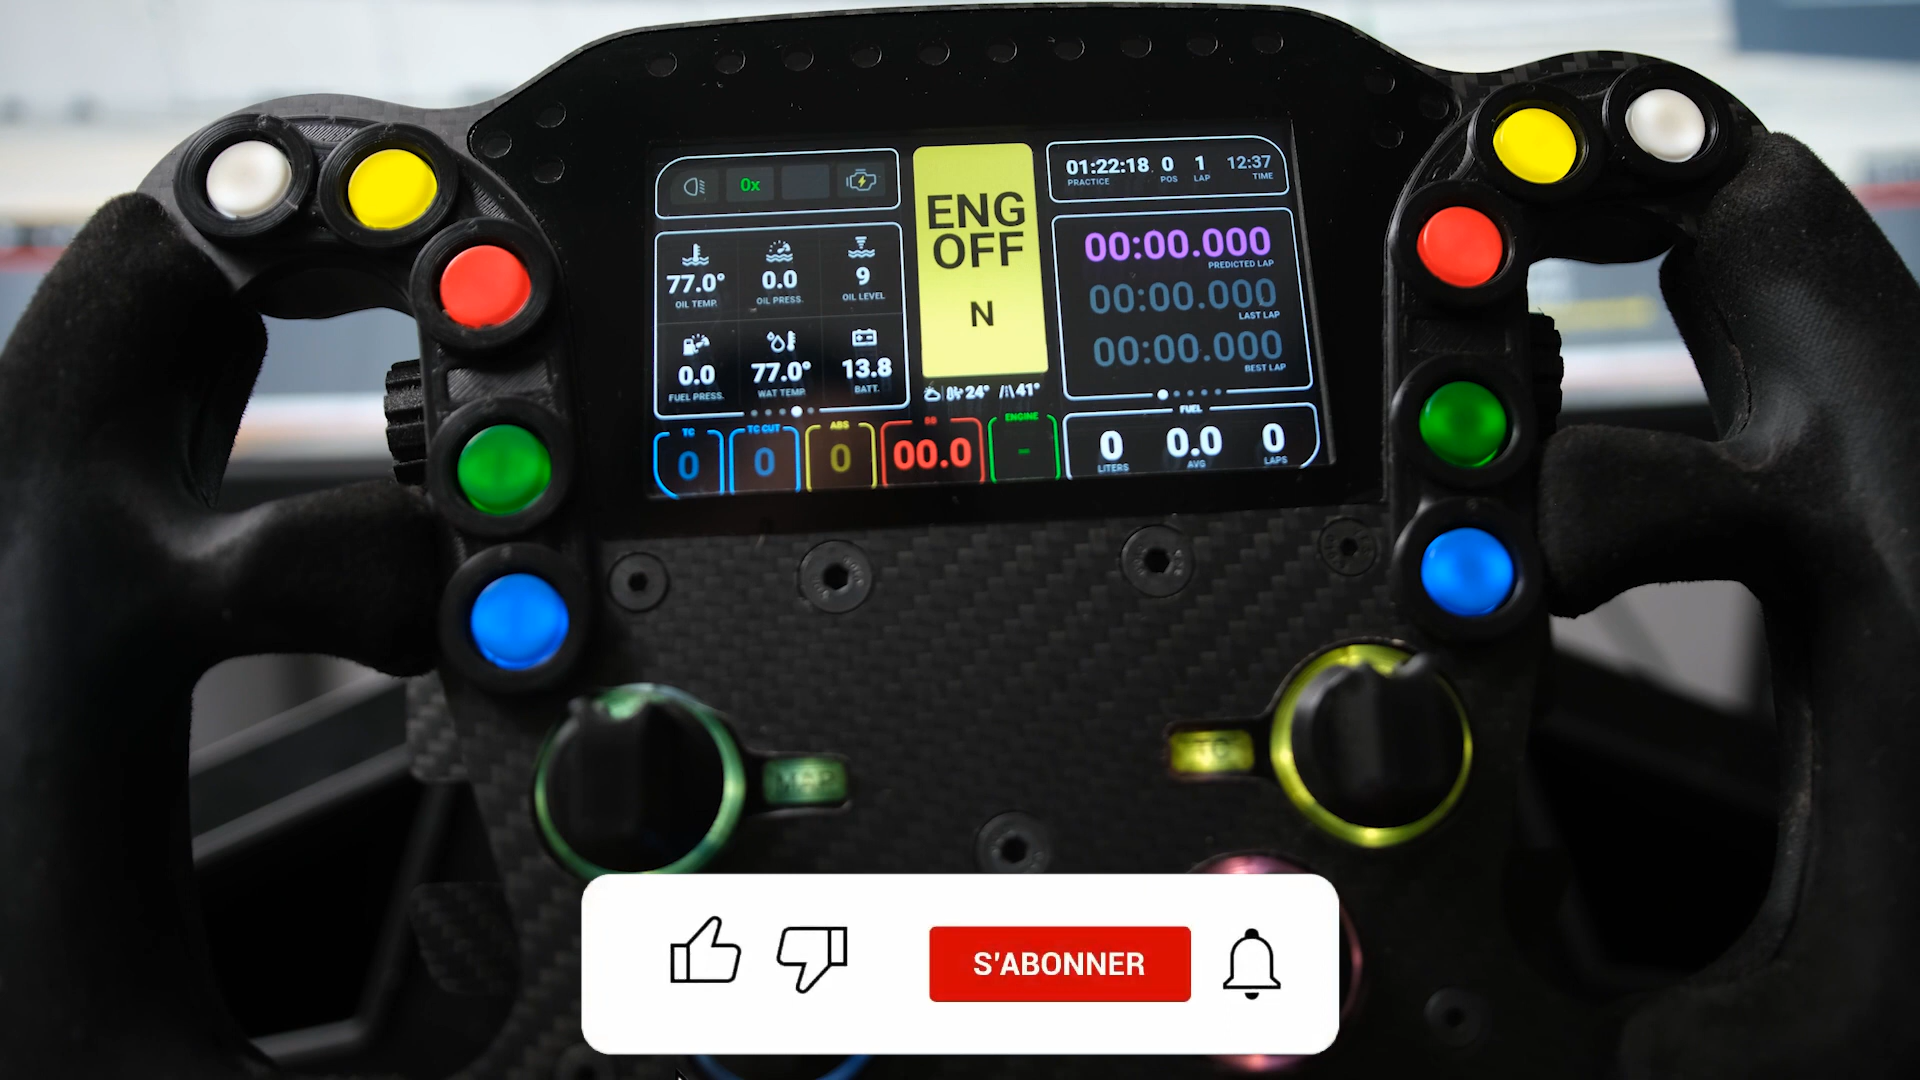 0x
77.0°
OIL TEMP.
0.0
OIL PRESS.
9
OIL LEVEL
0.0
FUEL PRESS.
77.0°
WAT TEMP.
13.8
BATT.
ENG
OFF
N
24° 41°
01:22:18
PRACTICE
0
POS
1
LAP
12:37
TIME
00:00.000
PREDICTED LAP
00:00.000
LAST LAP
00:00.000
BEST LAP
TC
0
TC CUT
0
ABS
0
00.0
ENGINE
-
FUEL
0
LITERS
0.0
AVG
0
LAPS
S'ABONNER